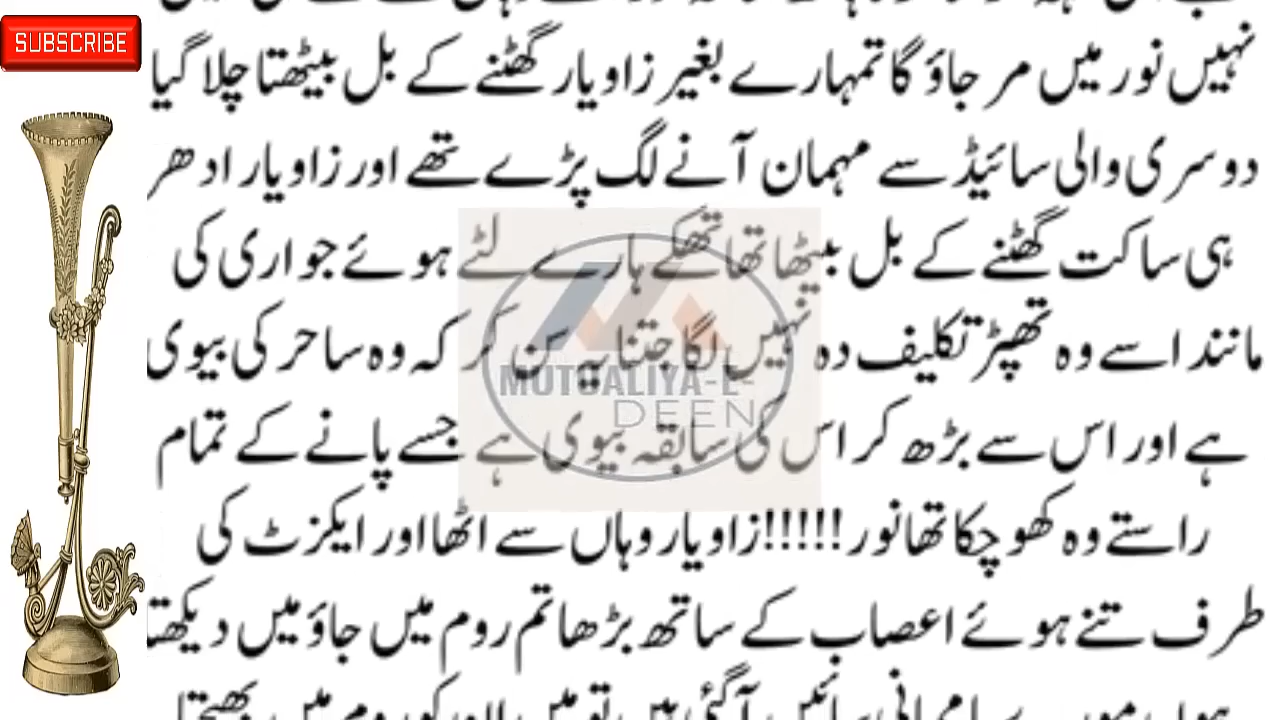 SUBSCRIBE
نہیں نور میں مر جاؤ گا تمہارے بغیر زاویار گھٹنے کے بل بیٹھتا چلا گیا
دوسری والی سائیڈ سے مہمان آنے لگ پڑے تھے اور زاویار ادھر
ہی ساکت گھٹنے کے بل بیٹھا تھا تھکے ہارے لٹے ہوئے جواری کی
مانند اسے وہ تھپڑ تکلیف دہ نہیں لگا جتنا یہ سن کر کہ وہ ساحر کی بیوی
MUTGALIYA-E-
DEEN
ہے اور اس سے بڑھ کر اس کی سابقہ بیوی ہے جسے پانے کے تمام
راستے وہ کھو چکا تھا نور !!!!!زاویار وہاں سے اٹھا اور ایکزٹ کی
طرف تنے ہوئے اعصاب کے ساتھ بڑھا تم روم میں جاؤ میں دیکھتی